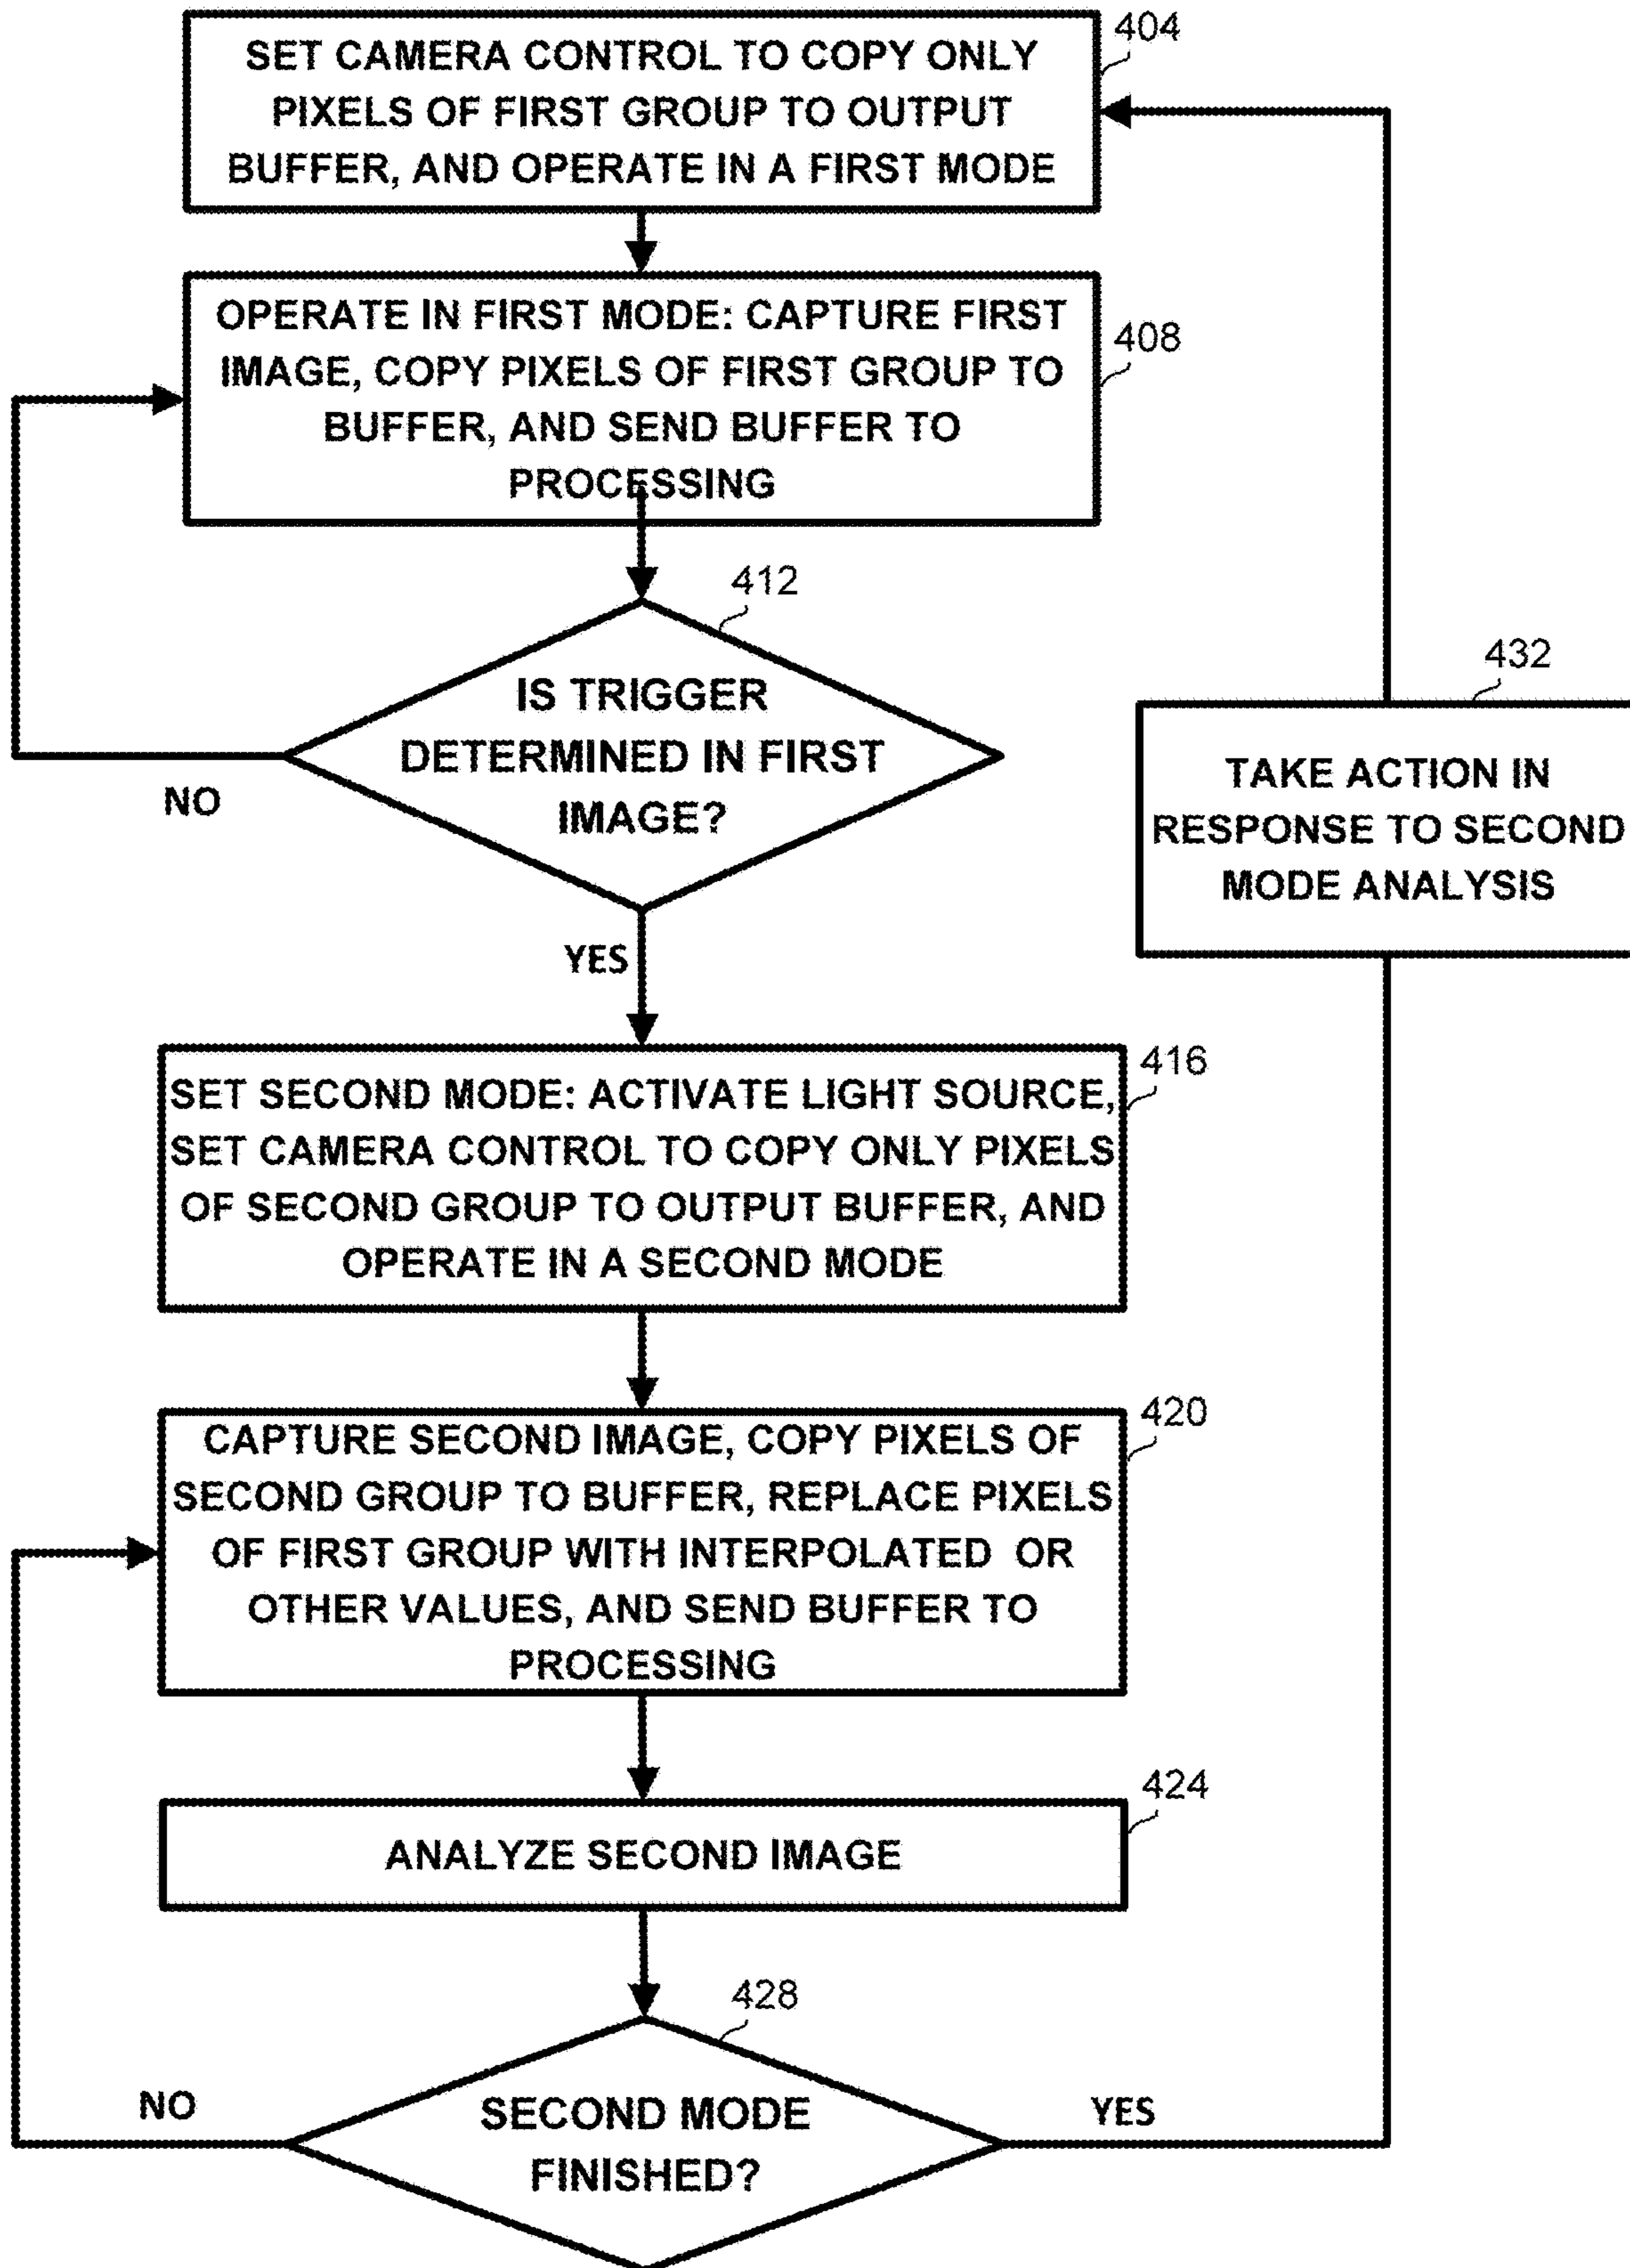 404
SET CAMERA CONTROL TO COPY ONLY
PIXELS OF FIRST GROUP TO OUTPUT
BUFFER, AND OPERATE IN A FIRST MODE
408
OPERATE IN FIRST MODE: CAPTURE FIRST
IMAGE, COPY PIXELS OF FIRST GROUP TO
BUFFER, AND SEND BUFFER TO
PROCESSING
412
IS TRIGGER
DETERMINED IN FIRST
IMAGE?
NO
YES
432
TAKE ACTION IN
RESPONSE TO SECOND
MODE ANALYSIS
416
SET SECOND MODE: ACTIVATE LIGHT SOURCE,
SET CAMERA CONTROL TO COPY ONLY PIXELS
OF SECOND GROUP TO OUTPUT BUFFER, AND
OPERATE IN A SECOND MODE
420
CAPTURE SECOND IMAGE, COPY PIXELS OF
SECOND GROUP TO BUFFER, REPLACE PIXELS
OF FIRST GROUP WITH INTERPOLATED OR
OTHER VALUES, AND SEND BUFFER TO
PROCESSING
424
ANALYZE SECOND IMAGE
428
SECOND MODE
FINISHED?
NO
YES